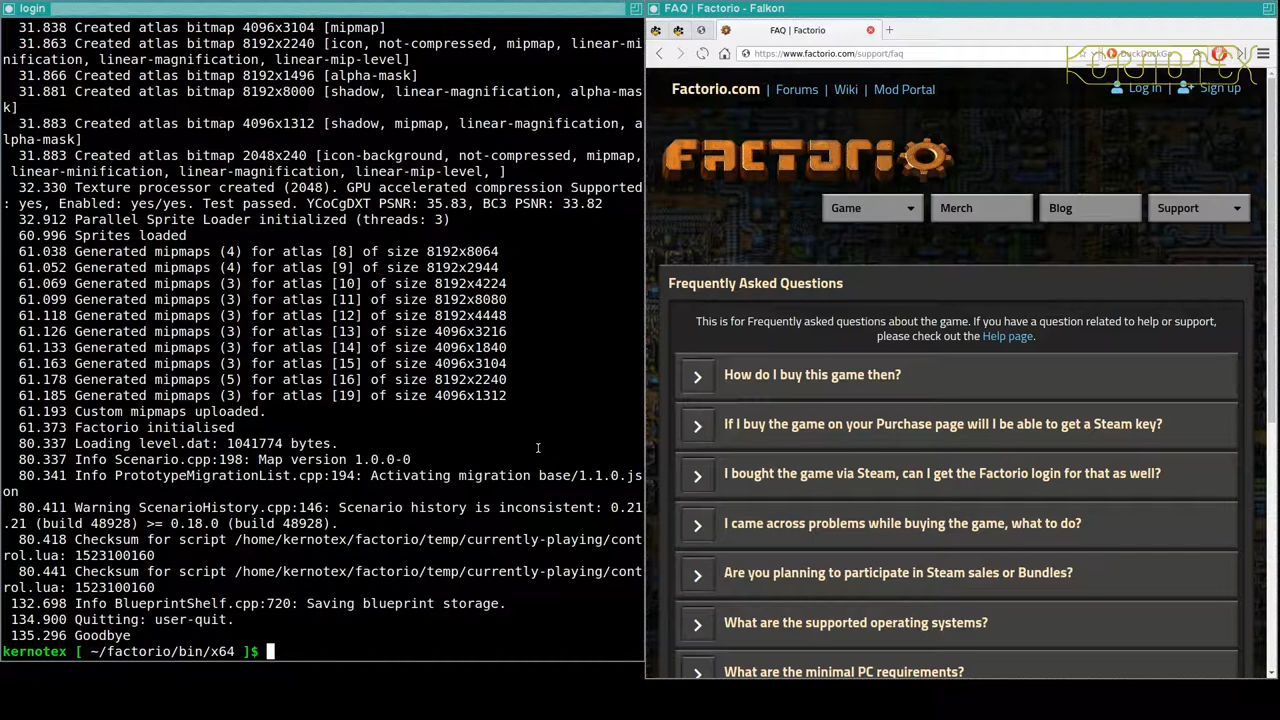 login
31.838 Created atlas bitmap 4096x3104 [mipmap]
31.863 Created atlas bitmap 8192x2240 [icon, not-compressed, mipmap, linear-mi
nification, linear-magnification, linear-mip-level]
31.866 Created atlas bitmap 8192x1496 [alpha-mask]
31.881 Created atlas bitmap 8192x8000 [shadow, linear-magnification, alpha-mas
k]
31.883 Created atlas bitmap 4096x1312 [shadow, mipmap, linear-magnification, a
lpha-mask]
31.883 Created atlas bitmap 2048x240 [icon-background, not-compressed, mipmap,
linear-minification, linear-magnification, linear-mip-level, ]
32.330 Texture processor created (2048). GPU accelerated compression Supported
: yes, Enabled: yes/yes. Test passed. YCoCgDXT PSNR: 35.83, BC3 PSNR: 33.82
32.912 Parallel Sprite Loader initialized (threads: 3)
60.996 Sprites loaded
61.038 Generated mipmaps (4) for atlas [8] of size 8192x8064
61.052 Generated mipmaps (4) for atlas [9] of size 8192x2944
61.069 Generated mipmaps (3) for atlas [10] of size 8192x4224
61.099 Generated mipmaps (3) for atlas [11] of size 8192x8080
61.118 Generated mipmaps (3) for atlas [12] of size 8192x4448
61.126 Generated mipmaps (3) for atlas [13] of size 4096x3216
61.133 Generated mipmaps (3) for atlas [14] of size 4096x1840
61.163 Generated mipmaps (3) for atlas [15] of size 4096x3104
61.178 Generated mipmaps (5) for atlas [16] of size 8192x2240
61.185 Generated mipmaps (3) for atlas [19] of size 4096x1312
61.193 Custom mipmaps uploaded.
61.373 Factorio initialised
80.337 Loading level.dat: 1041774 bytes.
80.337 Info Scenario.cpp:198: Map version 1.0.0-0
80.341 Info PrototypeMigrationList.cpp:194: Activating migration base/1.1.0.js
on
80.411 Warning ScenarioHistory.cpp:146: Scenario history is inconsistent: 0.21
.21 (build 48928) >= 0.18.0 (build 48928).
80.418 Checksum for script /home/kernotex/factorio/temp/currently-playing/cont
rol.lua: 1523100160
80.441 Checksum for script /home/kernotex/factorio/temp/currently-playing/cont
rol.lua: 1523100160
132.698 Info BlueprintShelf.cpp:720: Saving blueprint storage.
134.900 Quitting: user-quit.
135.296 Goodbye
kernotex [ ~/factorio/bin/x64 ]$
FAQ | Factorio - Falkon
FAQ | Factorio
https://www.factorio.com/support/faq
DuckDuckGo
KERNOTEX
Factorio.com | Forums | Wiki | Mod Portal
Log in
Sign up
FACTORIO
Game
Merch
Blog
Support
Frequently Asked Questions
This is for Frequently asked questions about the game. If you have a question related to help or support,
please check out the Help page.
How do I buy this game then?
If I buy the game on your Purchase page will I be able to get a Steam key?
I bought the game via Steam, can I get the Factorio login for that as well?
I came across problems while buying the game, what to do?
Are you planning to participate in Steam sales or Bundles?
What are the supported operating systems?
What are the minimal PC requirements?